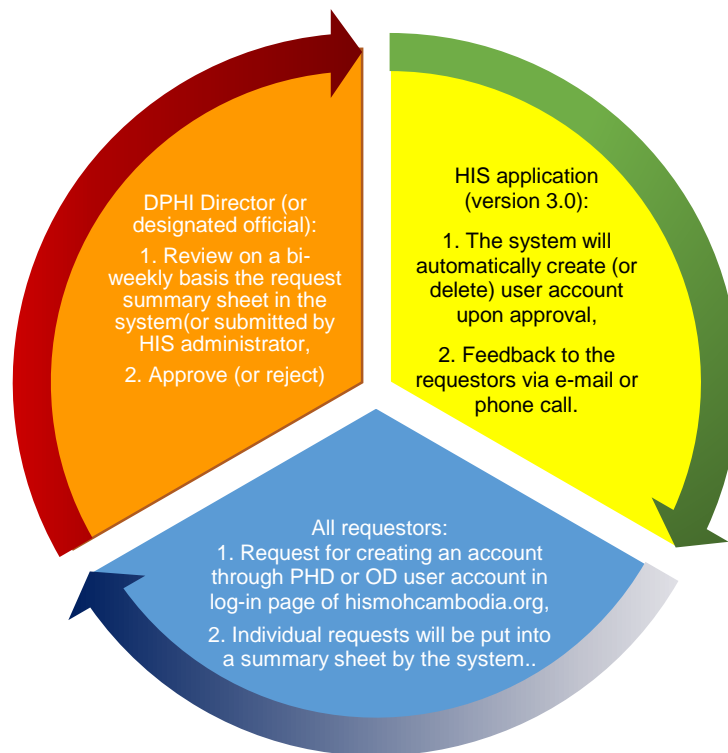 DPHI Director (or
designated official):
1. Review on a bi-
weekly basis the request
summary sheet in the
system(or submitted by
HIS administrator,
2. Approve (or reject)
HIS application
(version 3.0):
1. The system will
automatically create (or
delete) user account
upon approval,
2. Feedback to the
requestors via e-mail or
phone call.
All requestors:
1. Request for creating an account
through PHD or OD user account in
log-in page of hismohcambodia.org,
2. Individual requests will be put into
a summary sheet by the system..